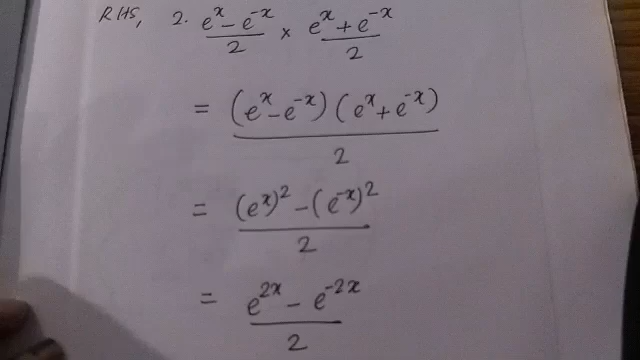 RHS, 2. (e^x - e^-x)/2 × (e^x + e^-x)/2
= (e^x - e^-x)(e^x + e^-x)/2
= ((e^x)^2 - (e^-x)^2)/2
= (e^2x - e^-2x)/2